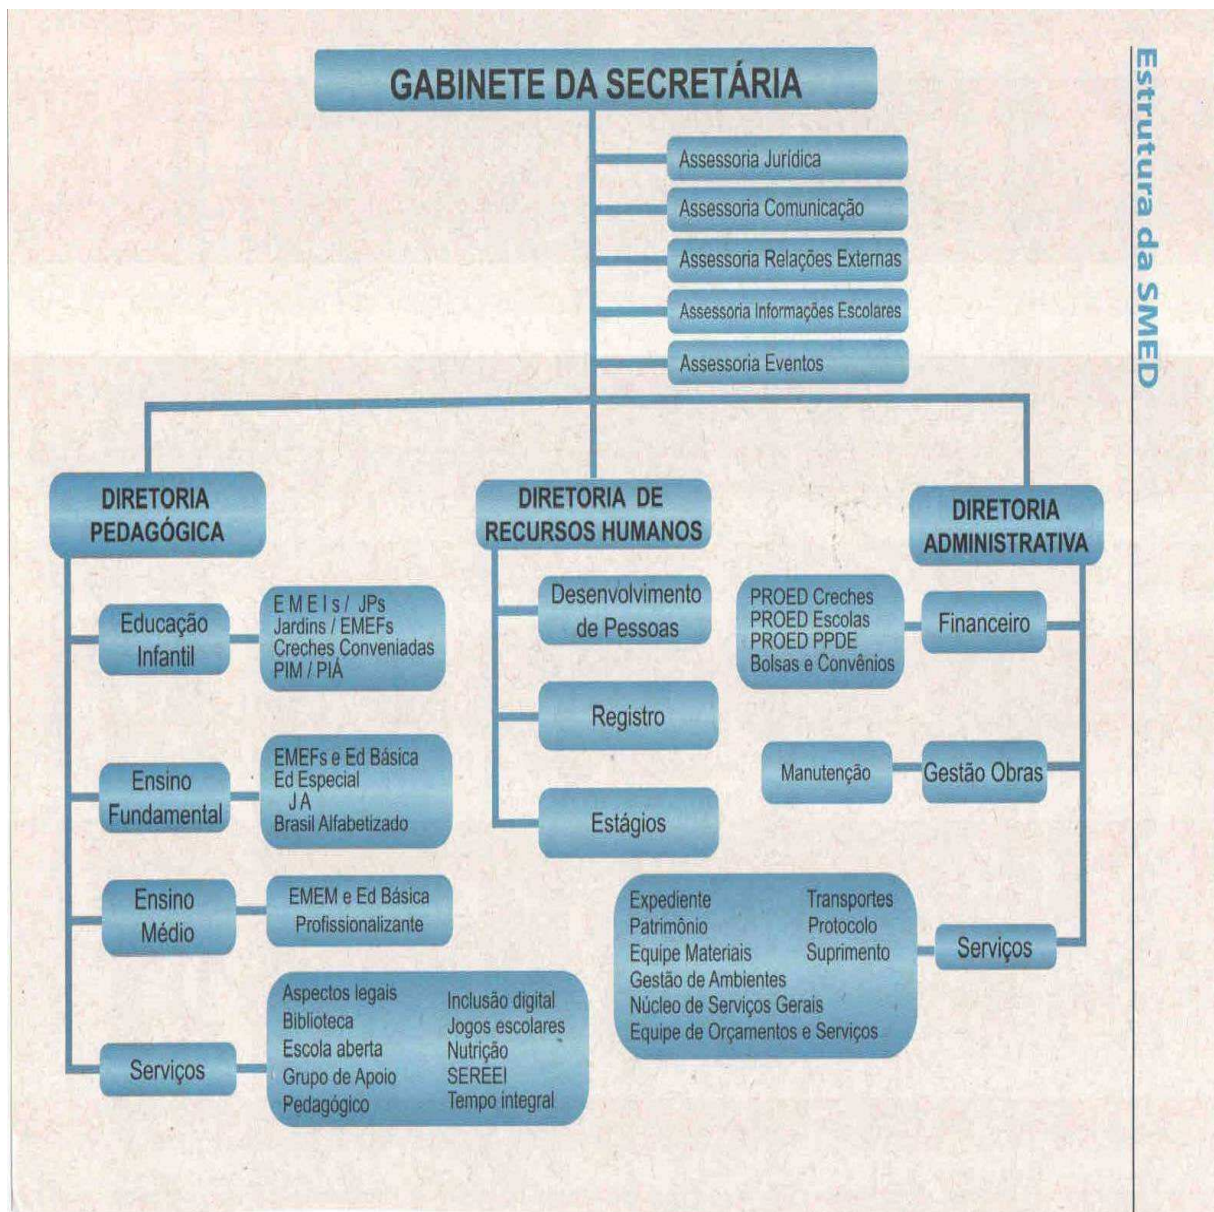 GABINETE DA SECRETÁRIA
Assessoria Jurídica
Assessoria Comunicação
Assessoria Relações Externas
Assessoria Informações Escolares
Assessoria Eventos
Estrutura da SMED
DIRETORIA
PEDAGÓGICA
Educação
Infantil
E M E I s / JPs
Jardins / EMEFs
Creches Conveniadas
PIM / PIÁ
Ensino
Fundamental
EMEFs e Ed Básica
Ed Especial
J A
Brasil Alfabetizado
Ensino
Médio
EMEM e Ed Básica
Profissionalizante
Serviços
Aspectos legais
Biblioteca
Escola aberta
Grupo de Apoio
Pedagógico
Inclusão digital
Jogos escolares
Nutrição
SEREEI
Tempo integral
DIRETORIA DE
RECURSOS HUMANOS
Desenvolvimento
de Pessoas
Registro
Estágios
DIRETORIA
ADMINISTRATIVA
Financeiro
PROED Creches
PROED Escolas
PROED PPDE
Bolsas e Convênios
Gestão Obras
Manutenção
Serviços
Expediente
Patrimônio
Equipe Materiais
Gestão de Ambientes
Núcleo de Serviços Gerais
Equipe de Orçamentos e Serviços
Transportes
Protocolo
Suprimento